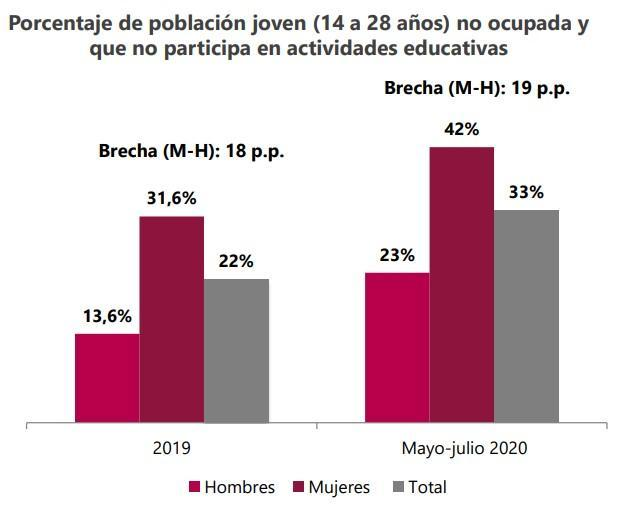 Porcentaje de población joven (14 a 28 años) no ocupada y
que no participa en actividades educativas
Brecha (M-H): 18 p.p.
Brecha (M-H): 19 p.p.
13,6%
31,6%
22%
23%
42%
33%
2019
Mayo-julio 2020
Hombres
Mujeres
Total